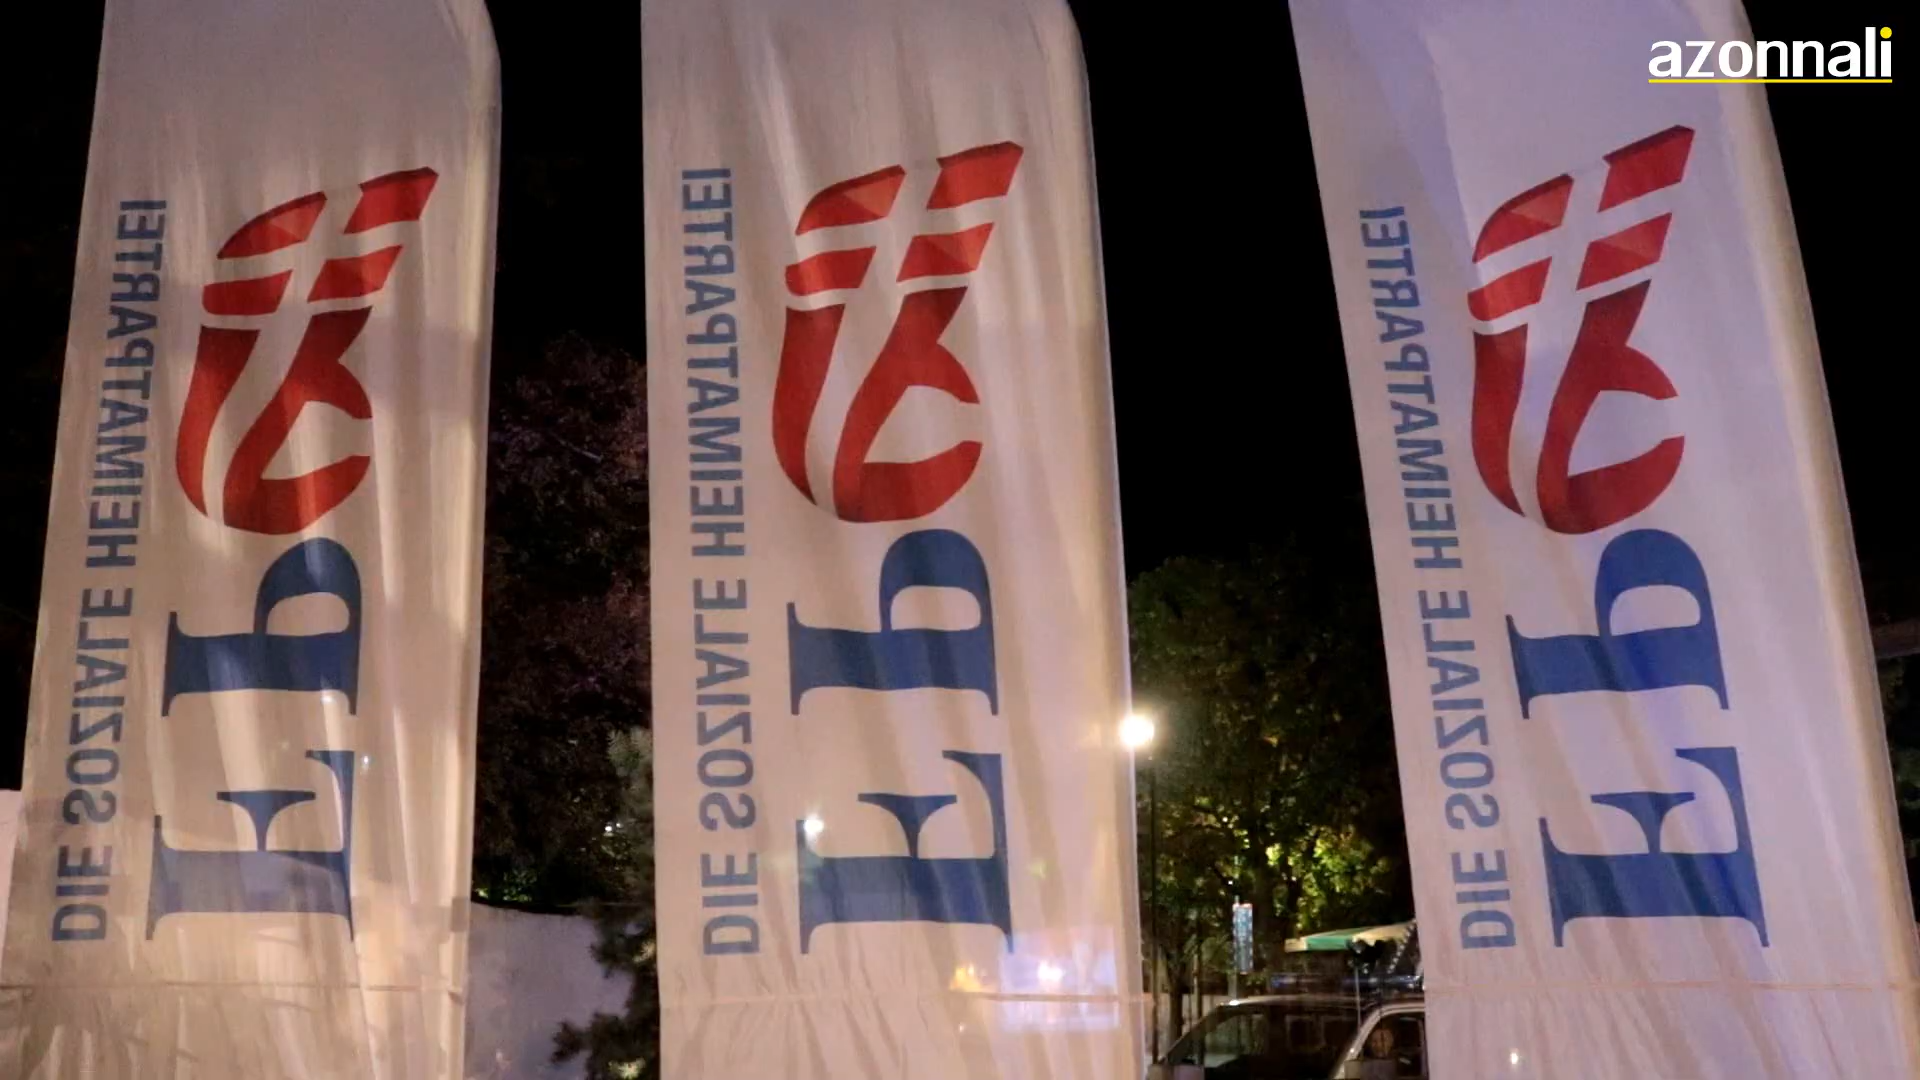 azonnali
DIE SOZIALE HEIMATPARTEI
FPÖ
DIE SOZIALE HEIMATPARTEI
FPÖ
DIE SOZIALE HEIMATPARTEI
FPÖ